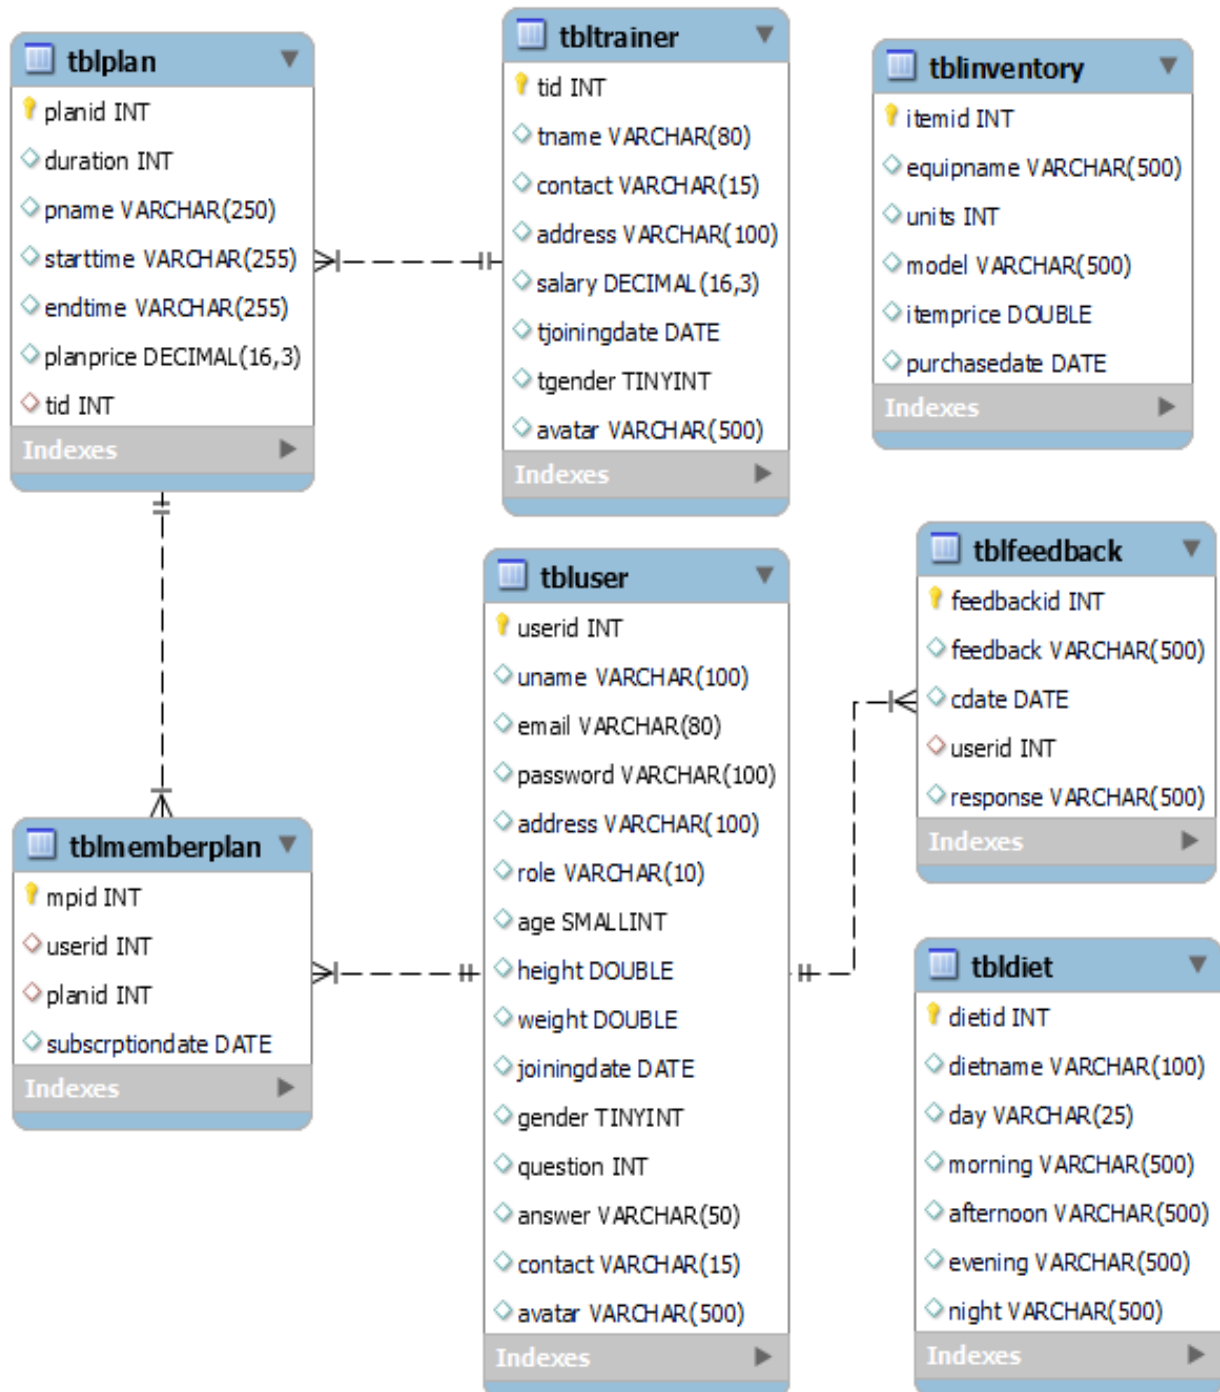 tblplan
planid INT
duration INT
pname VARCHAR(250)
starttime VARCHAR(255)
endtime VARCHAR(255)
planprice DECIMAL(16,3)
tid INT
Indexes
tbltrainer
tid INT
tname VARCHAR(80)
contact VARCHAR(15)
address VARCHAR(100)
salary DECIMAL(16,3)
tjoiningdate DATE
tgender TINYINT
avatar VARCHAR(500)
Indexes
tblinventory
itemid INT
equipname VARCHAR(500)
units INT
model VARCHAR(500)
itemprice DOUBLE
purchasedate DATE
Indexes
tblmemberplan
mpid INT
userid INT
planid INT
subscrptiondate DATE
Indexes
tbluser
userid INT
uname VARCHAR(100)
email VARCHAR(80)
password VARCHAR(100)
address VARCHAR(100)
role VARCHAR(10)
age SMALLINT
height DOUBLE
weight DOUBLE
joiningdate DATE
gender TINYINT
question INT
answer VARCHAR(50)
contact VARCHAR(15)
avatar VARCHAR(500)
Indexes
tblfeedback
feedbackid INT
feedback VARCHAR(500)
cdate DATE
userid INT
response VARCHAR(500)
Indexes
tbldiet
dietid INT
dietname VARCHAR(100)
day VARCHAR(25)
morning VARCHAR(500)
afternoon VARCHAR(500)
evening VARCHAR(500)
night VARCHAR(500)
Indexes